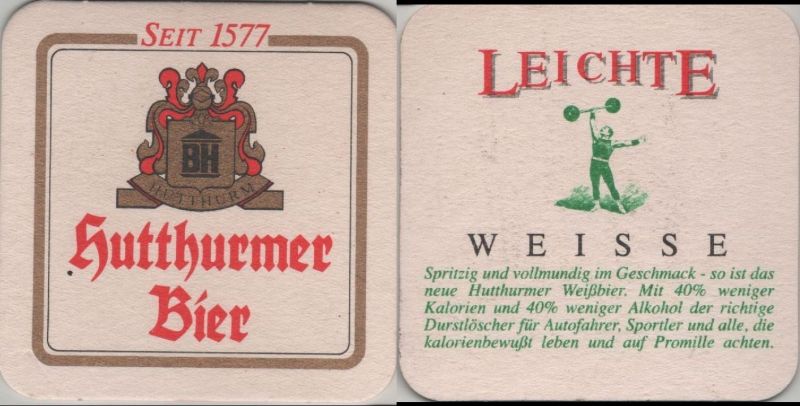 SEIT 1577
BH
HUTTHURM
Hutthurmer
Bier
LEICHTE
WEISSE
Spritzig und vollmundig im Geschmack - so ist das
neue Hutthurmer Weißbier. Mit 40% weniger
Kalorien und 40% weniger Alkohol der richtige
Durstlöscher für Autofahrer, Sportler und alle, die
kalorienbewußt leben und auf Promille achten.